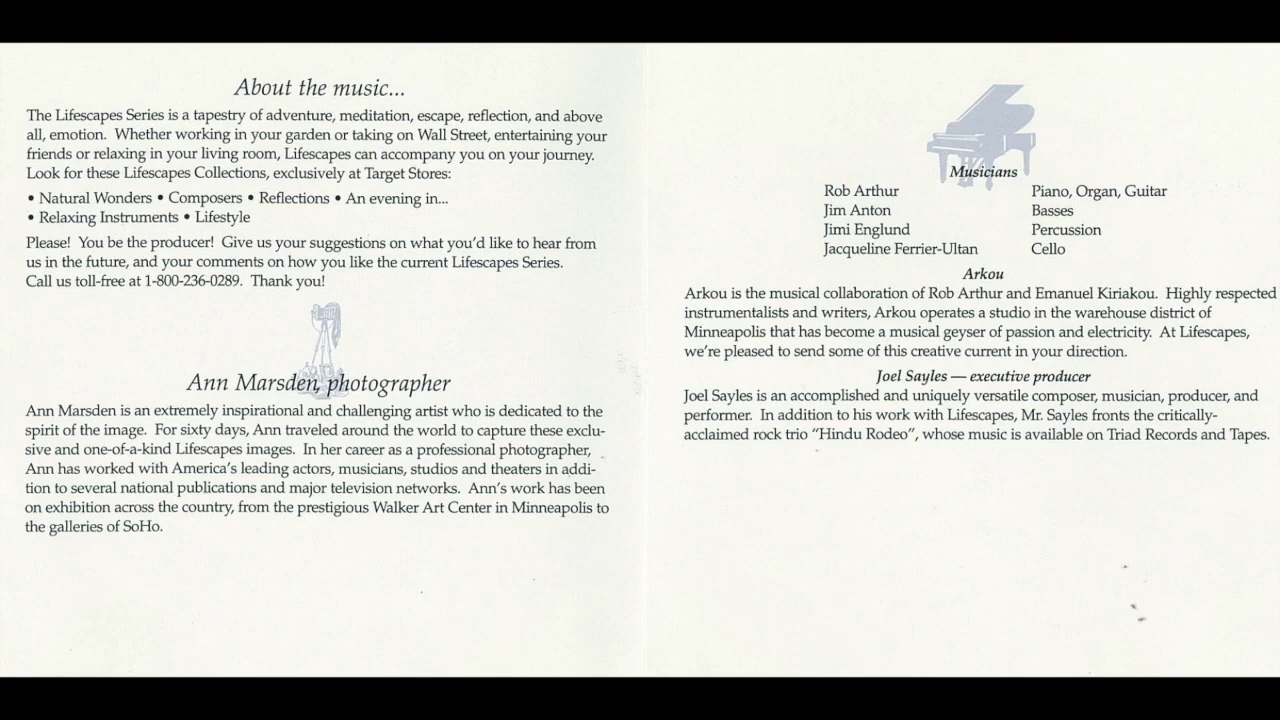 About the music...
The Lifescapes Series is a tapestry of adventure, meditation, escape, reflection, and above
all, emotion. Whether working in your garden or taking on Wall Street, entertaining your
friends or relaxing in your living room, Lifescapes can accompany you on your journey.
Look for these Lifescapes Collections, exclusively at Target Stores:
• Natural Wonders • Composers • Reflections • An evening in...
• Relaxing Instruments • Lifestyle
Please! You be the producer! Give us your suggestions on what you'd like to hear from
us in the future, and your comments on how you like the current Lifescapes Series.
Call us toll-free at 1-800-236-0289. Thank you!
Ann Marsden, photographer
Ann Marsden is an extremely inspirational and challenging artist who is dedicated to the
spirit of the image. For sixty days, Ann traveled around the world to capture these exclu-
sive and one-of-a-kind Lifescapes images. In her career as a professional photographer,
Ann has worked with America's leading actors, musicians, studios and theaters in addi-
tion to several national publications and major television networks. Ann's work has been
on exhibition across the country, from the prestigious Walker Art Center in Minneapolis to
the galleries of SoHo.
Musicians
Rob Arthur Piano, Organ, Guitar
Jim Anton Basses
Jimi Englund Percussion
Jacqueline Ferrier-Ultan Cello
Arkou
Arkou is the musical collaboration of Rob Arthur and Emanuel Kiriakou. Highly respected
instrumentalists and writers, Arkou operates a studio in the warehouse district of
Minneapolis that has become a musical geyser of passion and electricity. At Lifescapes,
we're pleased to send some of this creative current in your direction.
Joel Sayles — executive producer
Joel Sayles is an accomplished and uniquely versatile composer, musician, producer, and
performer. In addition to his work with Lifescapes, Mr. Sayles fronts the critically-
acclaimed rock trio "Hindu Rodeo", whose music is available on Triad Records and Tapes.